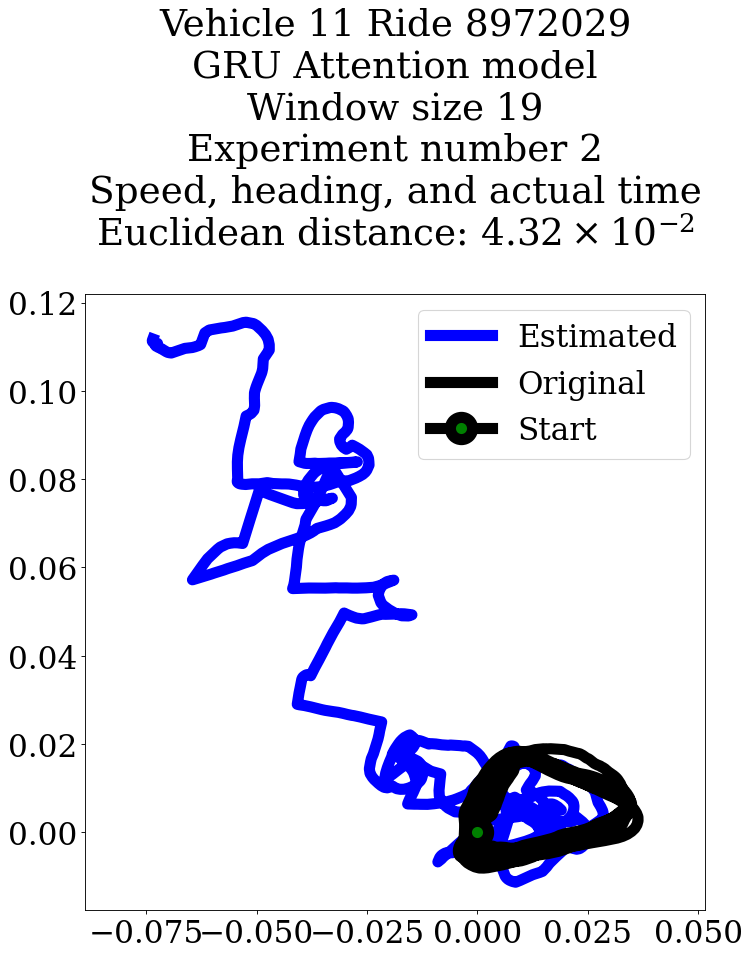 Vehicle 11 Ride 8972029
GRU Attention model
Window size 19
Experiment number 2
Speed, heading, and actual time
Euclidean distance: 4.32 × 10⁻²
0.12
0.10
0.08
0.06
0.04
0.02
0.00
Estimated
Original
Start
−0.075 −0.050 −0.025 0.000 0.025 0.050